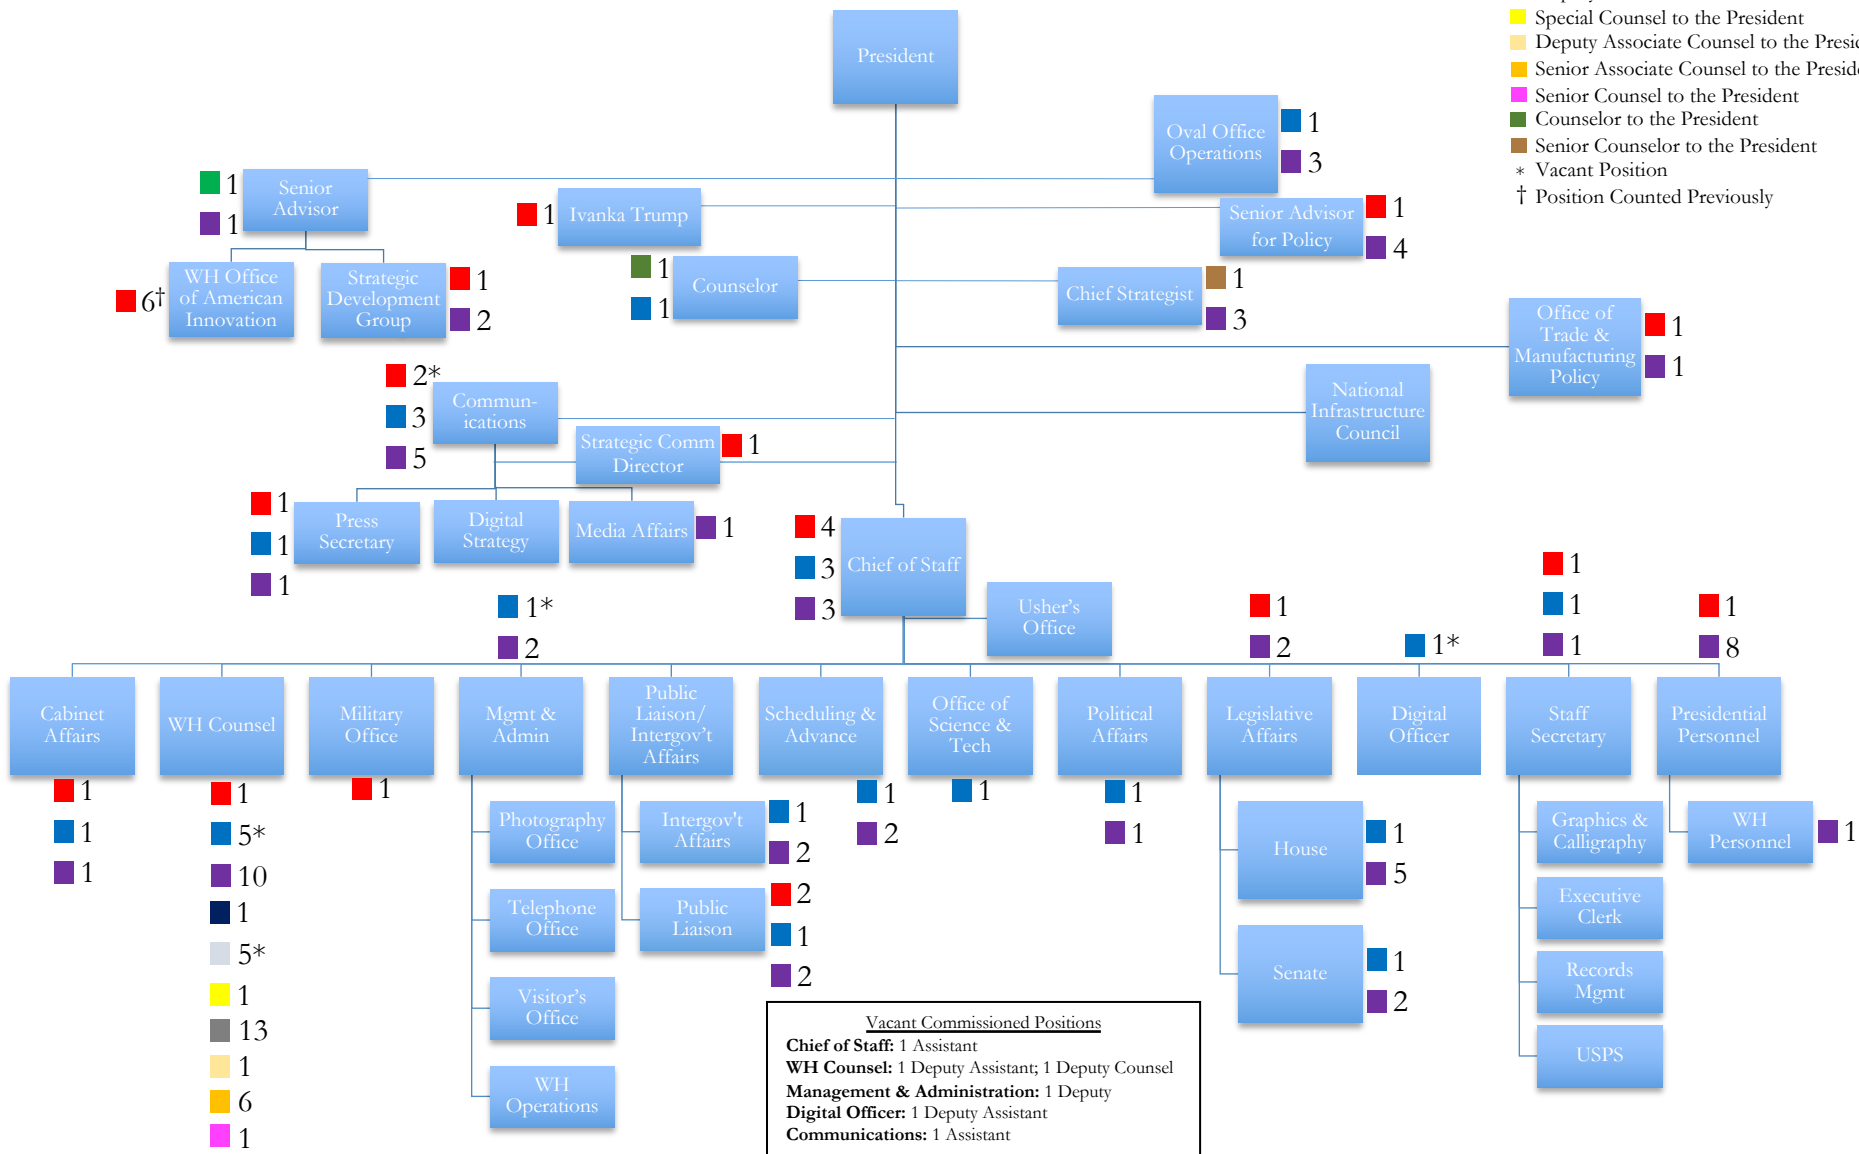 President
Special Counsel to the President
Deputy Associate Counsel to the Presid
Senior Associate Counsel to the Preside
Senior Counsel to the President
Counselor to the President
Senior Counselor to the President
* Vacant Position
† Position Counted Previously
Oval Office
Operations
1
3
1
1
Senior
Advisor
1
Ivanka Trump
Senior Advisor
for Policy
1
4
6†
WH Office
of American
Innovation
Strategic
Development
Group
1
2
1
1
Counselor
Chief Strategist
1
3
Office of
Trade &
Manufacturing
Policy
1
1
National
Infrastructure
Council
2*
3
5
Commun-
ications
Strategic Comm
Director
1
1
1
1
Press
Secretary
Digital
Strategy
Media Affairs
1
4
3
3
Chief of Staff
Usher's
Office
1*
2
1
2
1*
1
1
1
1
8
Cabinet
Affairs
1
1
1
WH Counsel
1
5*
10
1
5*
1
13
1
6
1
Military
Office
1
Mgmt &
Admin
Photography
Office
Telephone
Office
Visitor's
Office
WH
Operations
Public
Liaison/
Intergov't
Affairs
Intergov't
Affairs
1
2
Public
Liaison
2
1
2
Scheduling &
Advance
1
2
Office of
Science &
Tech
1
Political
Affairs
1
1
Legislative
Affairs
House
1
5
Senate
1
2
Digital
Officer
Staff
Secretary
Graphics &
Calligraphy
Executive
Clerk
Records
Mgmt
USPS
Presidential
Personnel
WH
Personnel
1
Vacant Commissioned Positions
Chief of Staff: 1 Assistant
WH Counsel: 1 Deputy Assistant; 1 Deputy Counsel
Management & Administration: 1 Deputy
Digital Officer: 1 Deputy Assistant
Communications: 1 Assistant